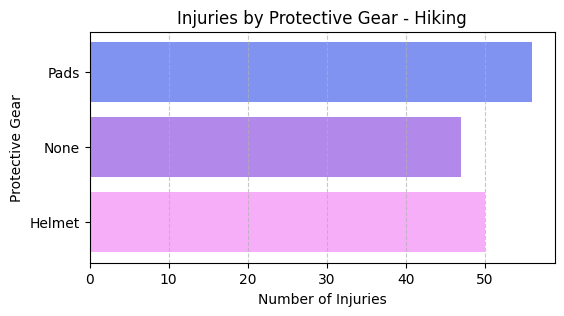 Injuries by Protective Gear - Hiking
Protective Gear
Pads
None
Helmet
0 10 20 30 40 50
Number of Injuries